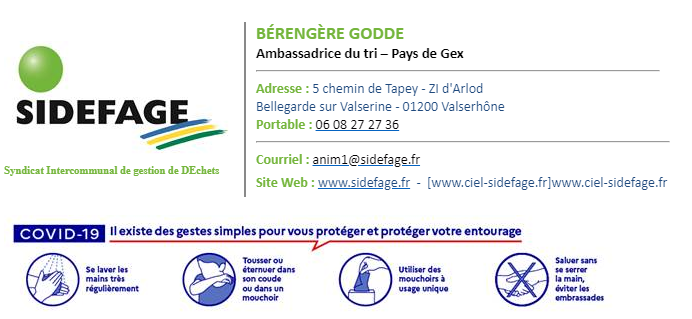 BÉRENGÈRE GODDE
Ambassadrice du tri – Pays de Gex
Adresse : 5 chemin de Tapey - ZI d'Arlod
Bellegarde sur Valserine - 01200 Valserhône
Portable : 06 08 27 27 36
SIDEFAGE
Syndicat Intercommunal de gestion de DEchets
Courriel : anim1@sidefage.fr
Site Web : www.sidefage.fr - [www.ciel-sidefage.fr]www.ciel-sidefage.fr
COVID-19 Il existe des gestes simples pour vous protéger et protéger votre entourage
Se laver les
mains très
régulièrement
Tousser ou
éternuer dans
son coude
ou dans un
mouchoir
Utiliser des
mouchoirs à
usage unique
Saluer sans
se serrer
la main,
éviter les
embrassades